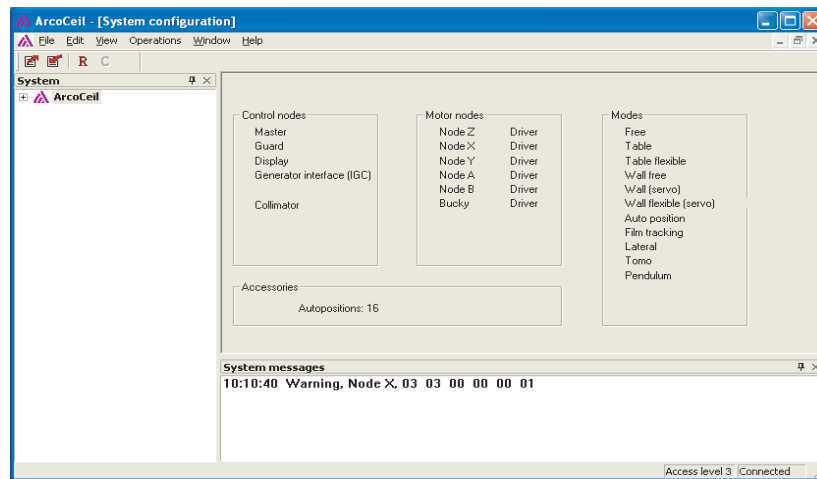 ArcoCeil - [System configuration]
File Edit View Operations Window Help
R C
System
ArcoCeil
Control nodes
Master
Guard
Display
Generator interface (IGC)
Collimator
Motor nodes
Node Z Driver
Node X Driver
Node Y Driver
Node A Driver
Node B Driver
Bucky Driver
Modes
Free
Table
Table flexible
Wall free
Wall (servo)
Wall flexible (servo)
Auto position
Film tracking
Lateral
Tomo
Pendulum
Accessories
Autopositions: 16
System messages
10:10:40 Warning, Node X, 03 03 00 00 00 01
Access level 3 Connected